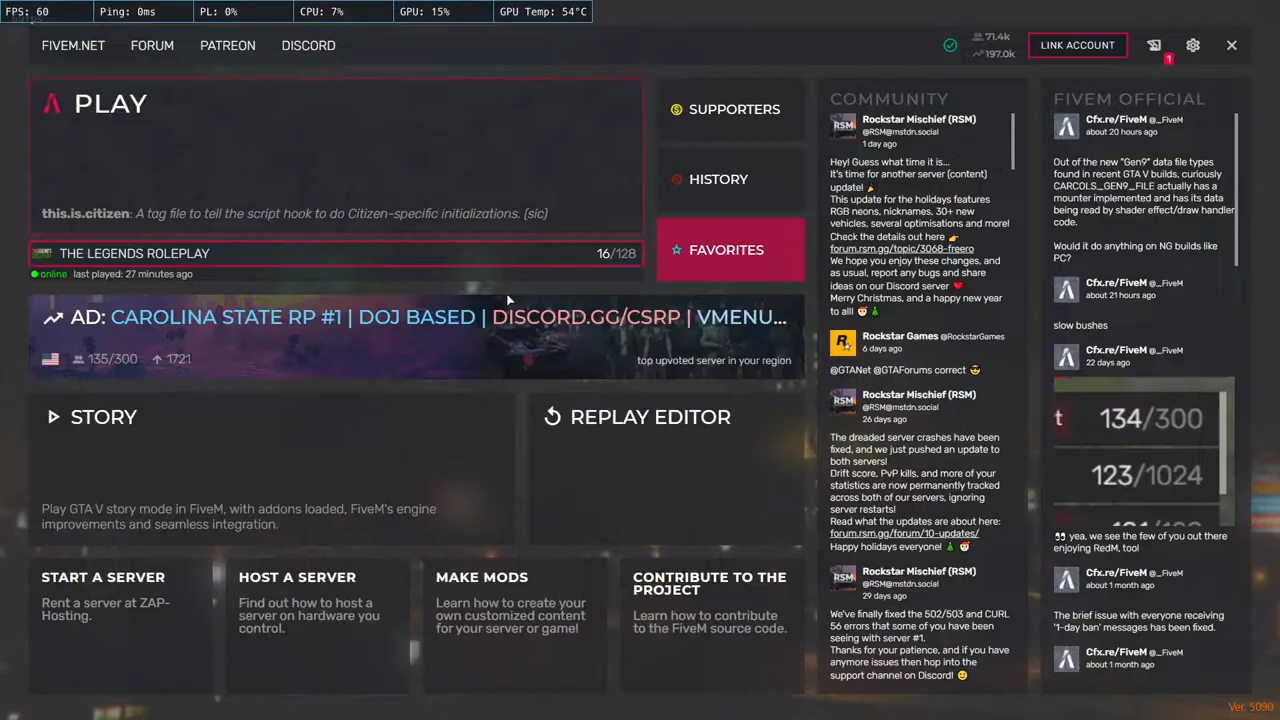 FPS: 60
Ping: 0ms
PL: 0%
CPU: 7%
GPU: 15%
GPU Temp: 54°C
FIVEM.NET
FORUM
PATREON
DISCORD
71.4k
197.0k
LINK ACCOUNT
1
PLAY
this.is.citizen: A tag file to tell the script hook to do Citizen-specific initializations. (sic)
THE LEGENDS ROLEPLAY
16/128
online last played: 27 minutes ago
SUPPORTERS
HISTORY
FAVORITES
AD: CAROLINA STATE RP #1 | DOJ BASED | DISCORD.GG/CSRP | VMENU...
135/300
1721
top upvoted server in your region
STORY
Play GTA V story mode in FiveM, with addons loaded, FiveM's engine
improvements and seamless integration.
REPLAY EDITOR
START A SERVER
Rent a server at ZAP-
Hosting.
HOST A SERVER
Find out how to host a
server on hardware you
control.
MAKE MODS
Learn how to create your
own customized content
for your server or game!
CONTRIBUTE TO THE
PROJECT
Learn how to contribute
to the FiveM source code.
COMMUNITY
RSM
Rockstar Mischief (RSM)
@RSM@mstdn.social
1 day ago
Hey! Guess what time it is...
It's time for another server (content)
update! 🎉
This update for the holidays features
RGB neons, nicknames, 30+ new
vehicles, several optimisations and more!
Check the details out here 👉
forum.rsm.gg/topic/3068-freero
We hope you enjoy these changes, and
as usual, report any bugs and share
ideas on our Discord server ❤
Merry Christmas, and a happy new year
to all! 🎅🎄
Rockstar Games @RockstarGames
6 days ago
@GTANet @GTAForums correct 😎
RSM
Rockstar Mischief (RSM)
@RSM@mstdn.social
26 days ago
The dreaded server crashes have been
fixed, and we just pushed an update to
both servers!
Drift score, PvP kills, and more of your
statistics are now permanently tracked
across both of our servers, ignoring
server restarts!
Read what the updates are about here:
forum.rsm.gg/forum/10-updates/
Happy holidays everyone! 🎄 🎅
RSM
Rockstar Mischief (RSM)
@RSM@mstdn.social
29 days ago
We've finally fixed the 502/503 and CURL
56 errors that some of you have been
seeing with server #1.
Thanks for your patience, and if you have
anymore issues then hop into the
support channel on Discord! 🙂
FIVEM OFFICIAL
Cfx.re/FiveM @_FiveM
about 20 hours ago
Out of the new "Gen9" data file types
found in recent GTA V builds, curiously
CARCOLS_GEN9_FILE actually has a
mounter implemented and has its data
being read by shader effect/draw handler
code.
Would it do anything on NG builds like
PC?
Cfx.re/FiveM @_FiveM
about 21 hours ago
slow bushes
Cfx.re/FiveM @_FiveM
22 days ago
t 134/300
123/1024
👀 yea, we see the few of you out there
enjoying RedM, too!
Cfx.re/FiveM @_FiveM
about 1 month ago
The brief issue with everyone receiving
'1-day ban' messages has been fixed.
Cfx.re/FiveM @_FiveM
about 1 month ago
Ver. 5090